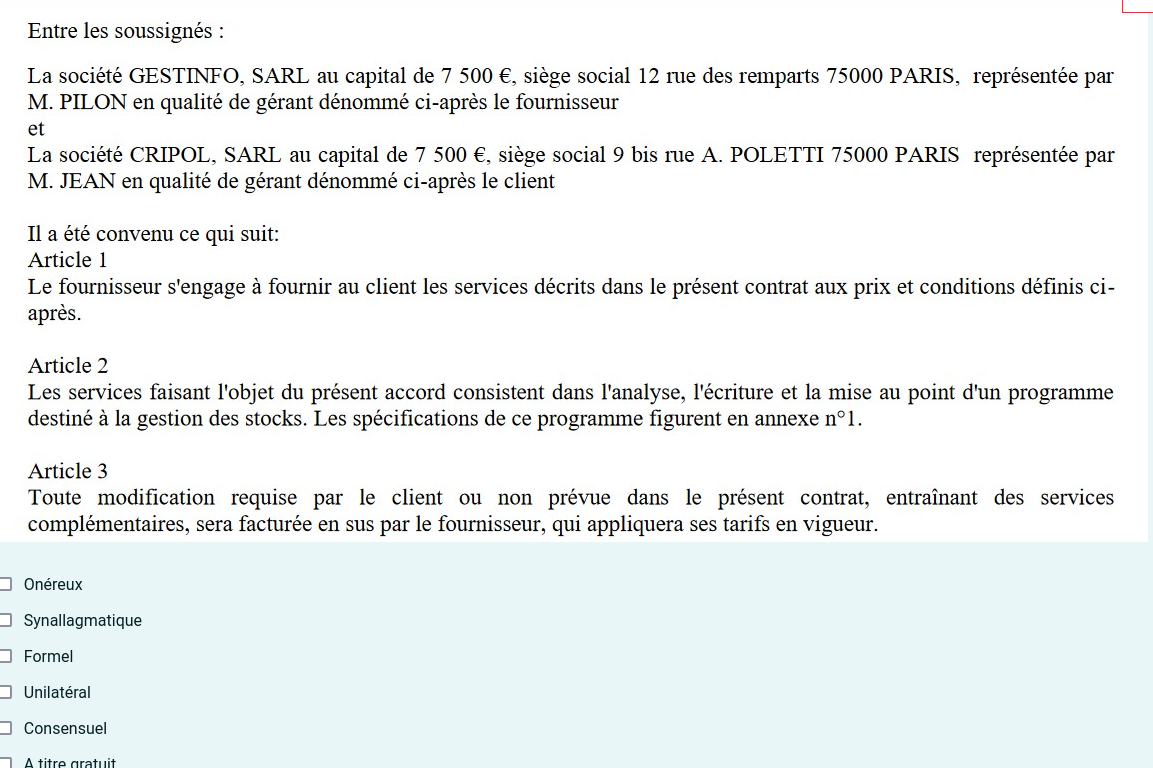 Entre les soussignés :
La société GESTINFO, SARL au capital de 7 500 €, siège social 12 rue des remparts 75000 PARIS, représentée par
M. PILON en qualité de gérant dénommé ci-après le fournisseur
et
La société CRIPOL, SARL au capital de 7 500 €, siège social 9 bis rue A. POLETTI 75000 PARIS représentée par
M. JEAN en qualité de gérant dénommé ci-après le client
Il a été convenu ce qui suit:
Article 1
Le fournisseur s'engage à fournir au client les services décrits dans le présent contrat aux prix et conditions définis ci-
après.
Article 2
Les services faisant l'objet du présent accord consistent dans l'analyse, l'écriture et la mise au point d'un programme
destiné à la gestion des stocks. Les spécifications de ce programme figurent en annexe n°1.
Article 3
Toute modification requise par le client ou non prévue dans le présent contrat, entraînant des services
complémentaires, sera facturée en sus par le fournisseur, qui appliquera ses tarifs en vigueur.
Onéreux
Synallagmatique
Formel
Unilatéral
Consensuel
A titre gratuit